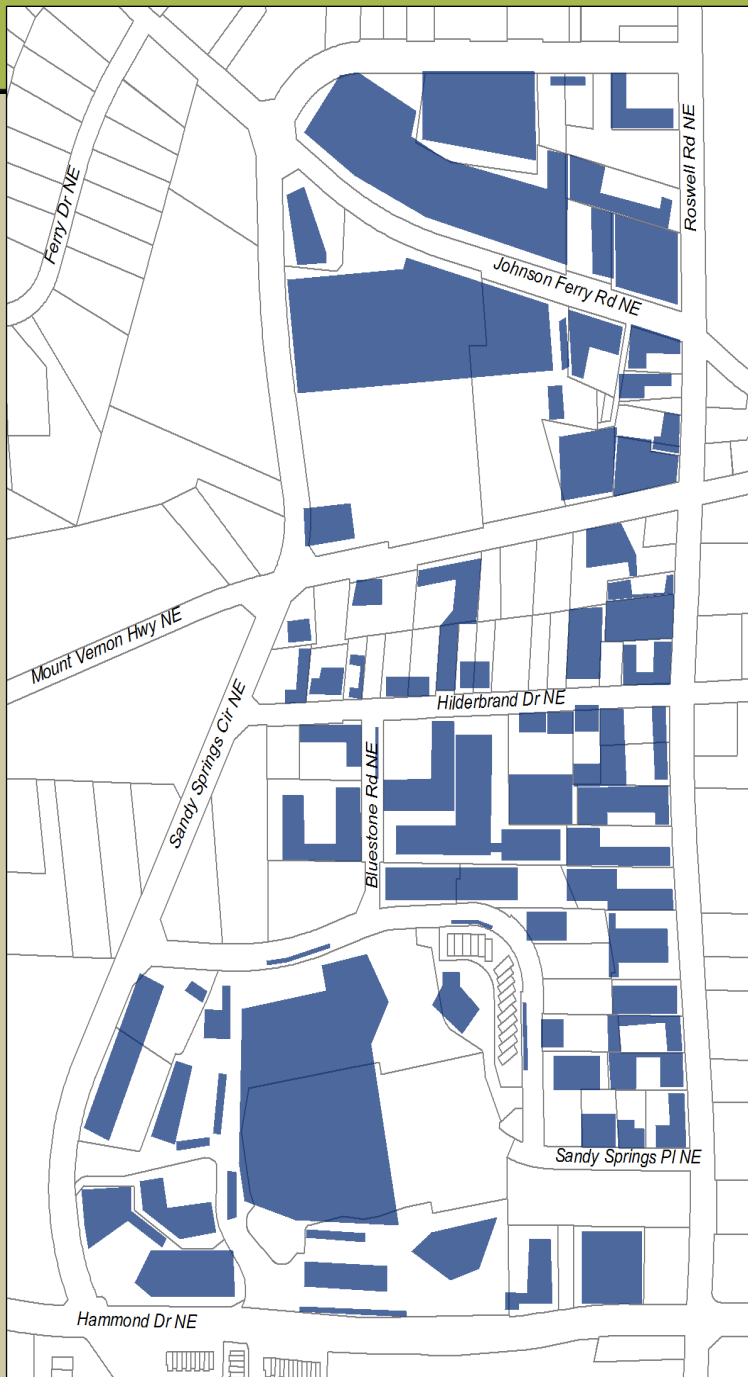 Roswell Rd NE
Ferry Dr NE
Johnson Ferry Rd NE
Mount Vernon Hwy NE
Hilderbrand Dr NE
Sandy Springs Cir NE
Bluestone Rd NE
Sandy Springs Pl NE
Hammond Dr NE